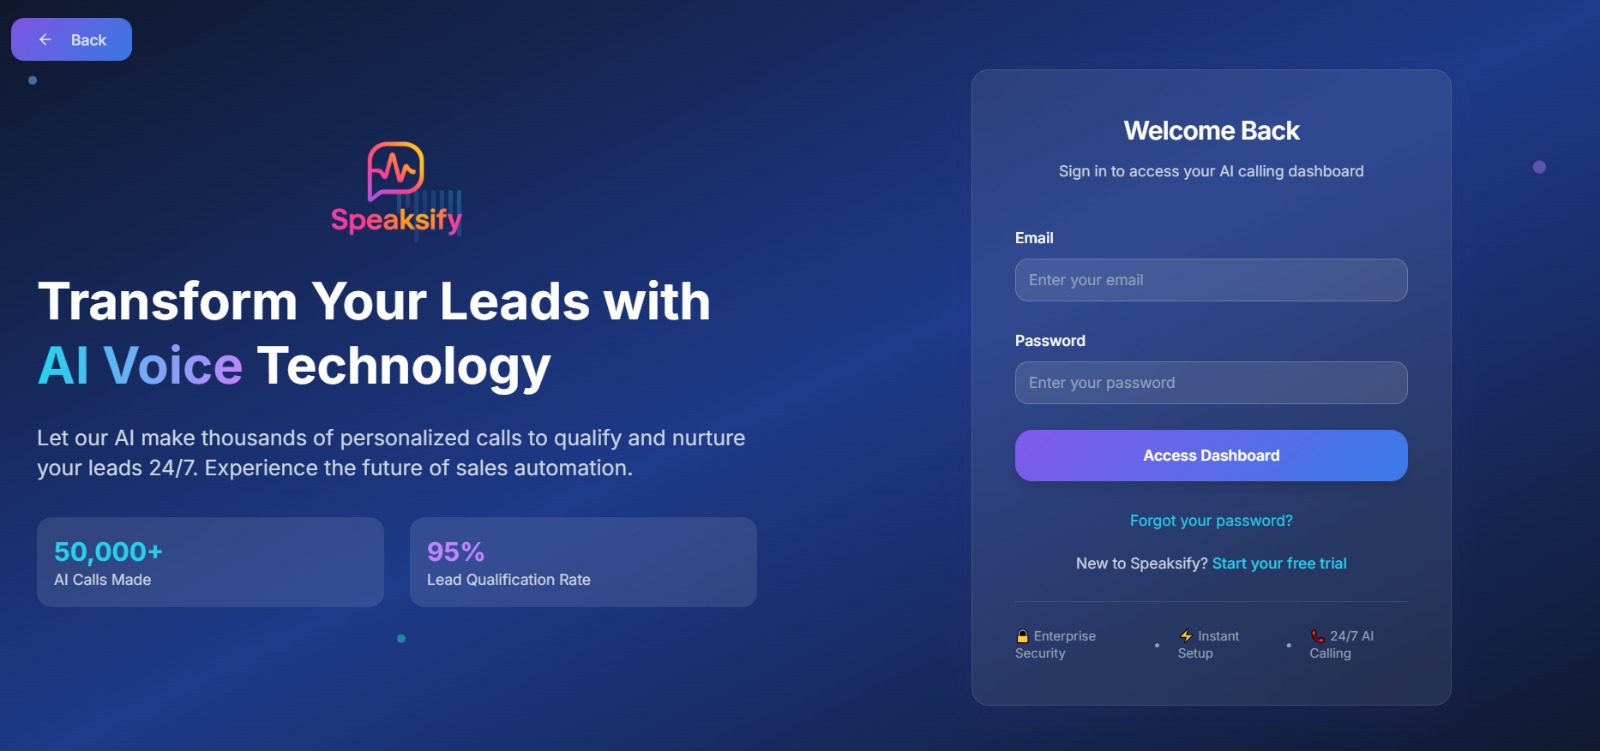 Back
Speaksify
Transform Your Leads with
AI Voice Technology
Let our AI make thousands of personalized calls to qualify and nurture
your leads 24/7. Experience the future of sales automation.
50,000+
AI Calls Made
95%
Lead Qualification Rate
Welcome Back
Sign in to access your AI calling dashboard
Email
Enter your email
Password
Enter your password
Access Dashboard
Forgot your password?
New to Speaksify? Start your free trial
🔒 Enterprise
Security
•
⚡ Instant
Setup
•
📞 24/7 AI
Calling